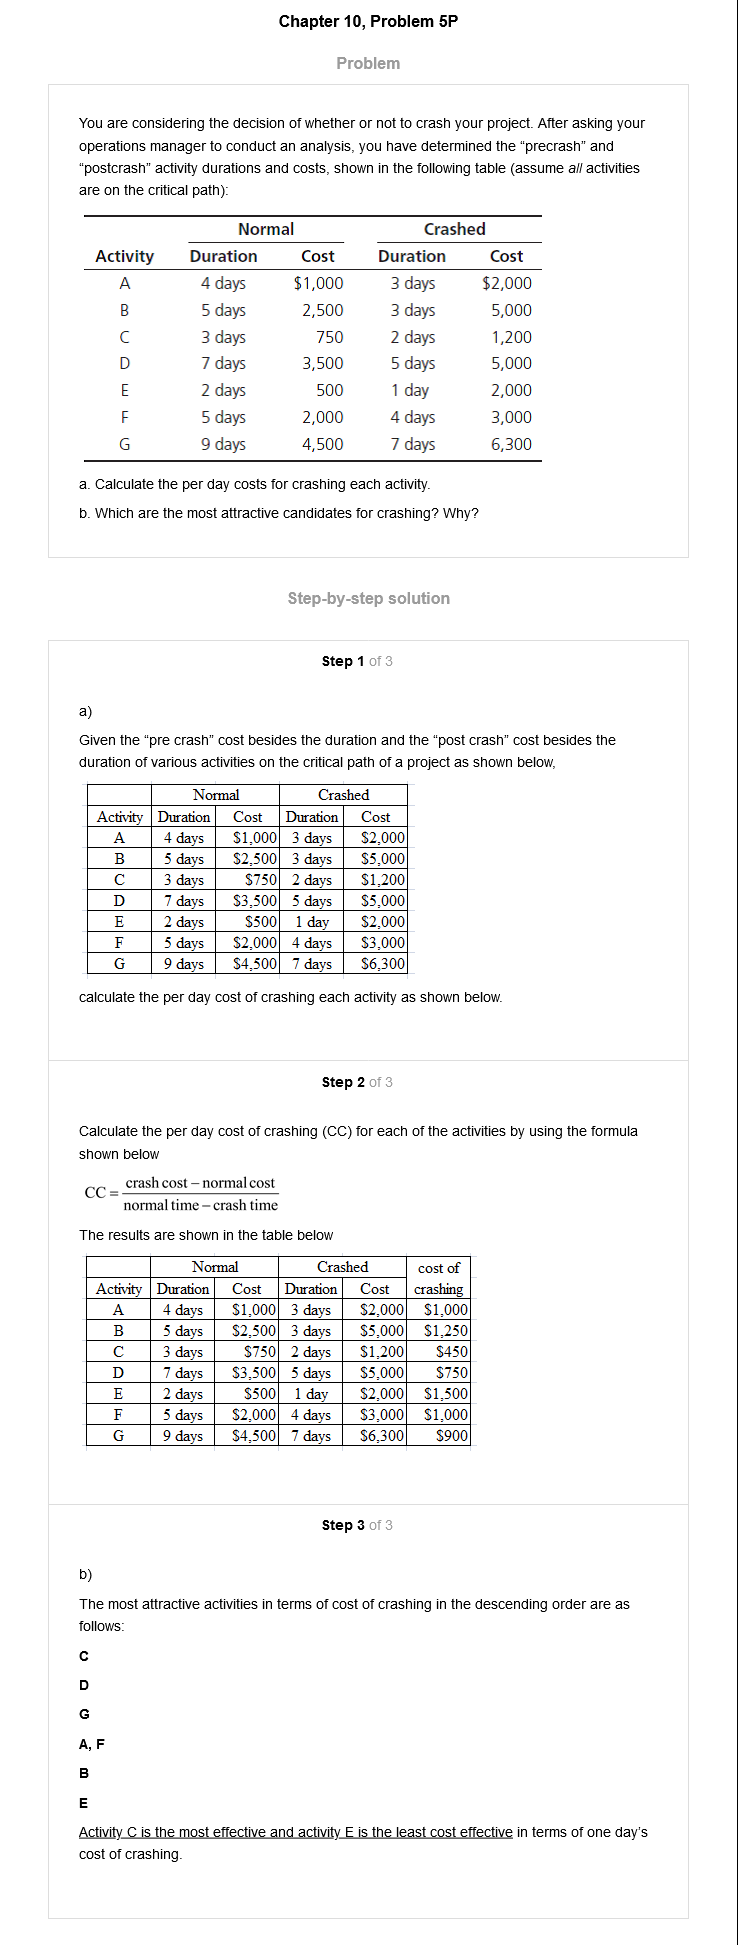 Chapter 10, Problem 5P
Problem
You are considering the decision of whether or not to crash your project. After asking your
operations manager to conduct an analysis, you have determined the “precrash” and
“postcrash” activity durations and costs, shown in the following table (assume all activities
are on the critical path):
Normal Crashed
Activity Duration Cost Duration Cost
A 4 days $1,000 3 days $2,000
B 5 days 2,500 3 days 5,000
C 3 days 750 2 days 1,200
D 7 days 3,500 5 days 5,000
E 2 days 500 1 day 2,000
F 5 days 2,000 4 days 3,000
G 9 days 4,500 7 days 6,300
a. Calculate the per day costs for crashing each activity.
b. Which are the most attractive candidates for crashing? Why?
Step-by-step solution
Step 1 of 3
a)
Given the “pre crash” cost besides the duration and the “post crash” cost besides the
duration of various activities on the critical path of a project as shown below,
Normal Crashed
Activity Duration Cost Duration Cost
A 4 days $1,000 3 days $2,000
B 5 days $2,500 3 days $5,000
C 3 days $750 2 days $1,200
D 7 days $3,500 5 days $5,000
E 2 days $500 1 day $2,000
F 5 days $2,000 4 days $3,000
G 9 days $4,500 7 days $6,300
calculate the per day cost of crashing each activity as shown below.
Step 2 of 3
Calculate the per day cost of crashing (CC) for each of the activities by using the formula
shown below
CC = crash cost – normal cost
normal time – crash time
The results are shown in the table below
Normal Crashed cost of
Activity Duration Cost Duration Cost crashing
A 4 days $1,000 3 days $2,000 $1,000
B 5 days $2,500 3 days $5,000 $1,250
C 3 days $750 2 days $1,200 $450
D 7 days $3,500 5 days $5,000 $750
E 2 days $500 1 day $2,000 $1,500
F 5 days $2,000 4 days $3,000 $1,000
G 9 days $4,500 7 days $6,300 $900
Step 3 of 3
b)
The most attractive activities in terms of cost of crashing in the descending order are as
follows:
C
D
G
A, F
B
E
Activity C is the most effective and activity E is the least cost effective in terms of one day’s
cost of crashing.